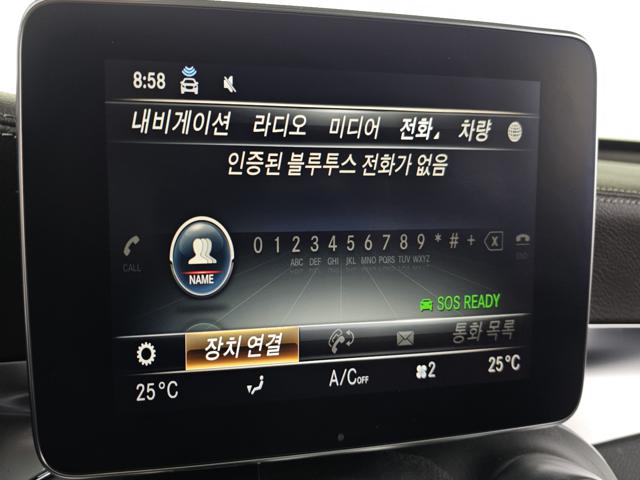 8:58
내비게이션 라디오 미디어 전화 차량
인증된 블루투스 전화가 없음
CALL
NAME
0 1 2 3 4 5 6 7 8 9 * # +
ABC DEF GHI JKL MNO PQRS TUV WXYZ
END
SOS READY
장치 연결 통화 목록
25°C A/C OFF 2 25°C